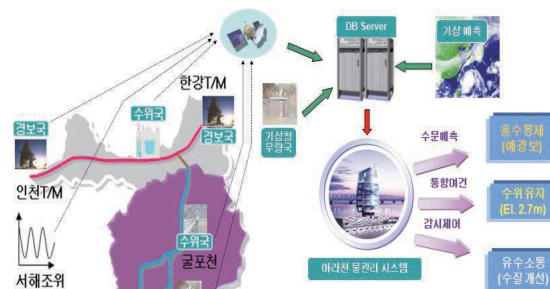 DB Server
기상 예측
한강T/M
수위국
경보국
경보국
기상청
우량국
인천T/M
수문예측
홍수통제
(예경보)
통항여건
수위유지
(El. 2.7m)
감시제어
수위국
굴포천
서해조위
아라천 물관리 시스템
유수소통
(수질개선)